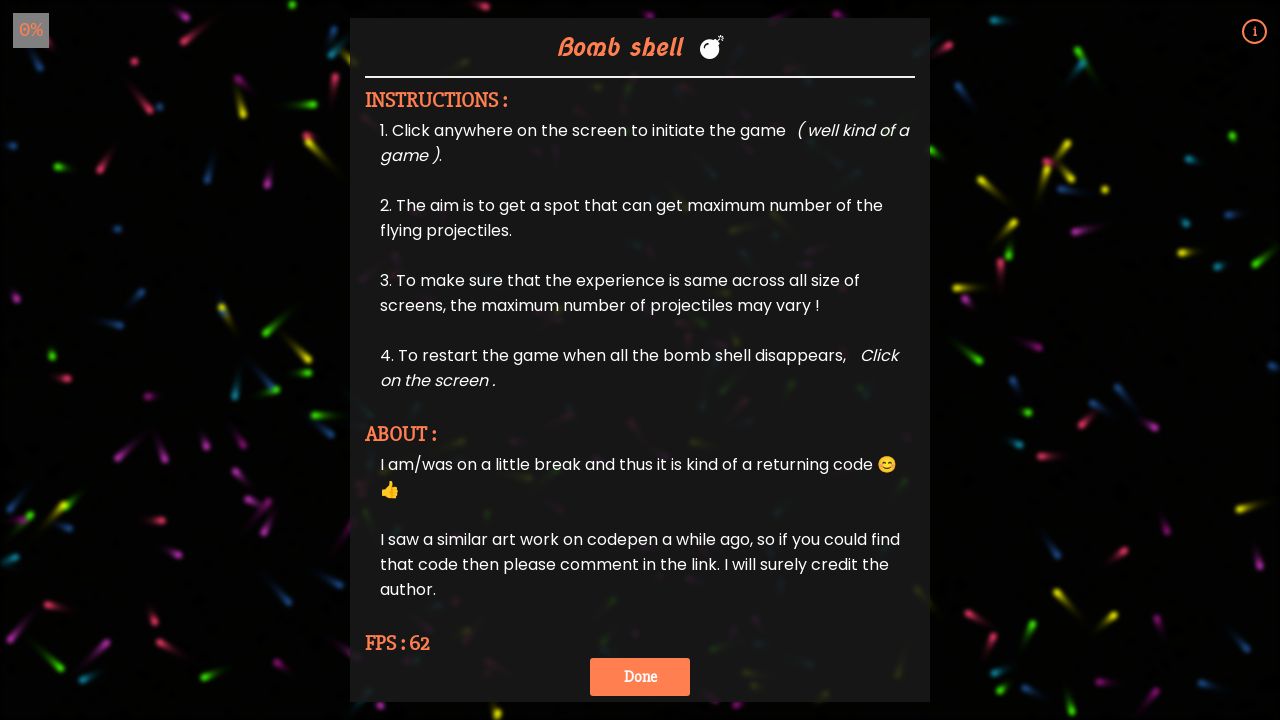 0%
i
Bomb shell 💣
INSTRUCTIONS :
1. Click anywhere on the screen to initiate the game ( well kind of a
game ).
2. The aim is to get a spot that can get maximum number of the
flying projectiles.
3. To make sure that the experience is same across all size of
screens, the maximum number of projectiles may vary !
4. To restart the game when all the bomb shell disappears, Click
on the screen .
ABOUT :
I am/was on a little break and thus it is kind of a returning code 😊
👍
I saw a similar art work on codepen a while ago, so if you could find
that code then please comment in the link. I will surely credit the
author.
FPS : 62
Done